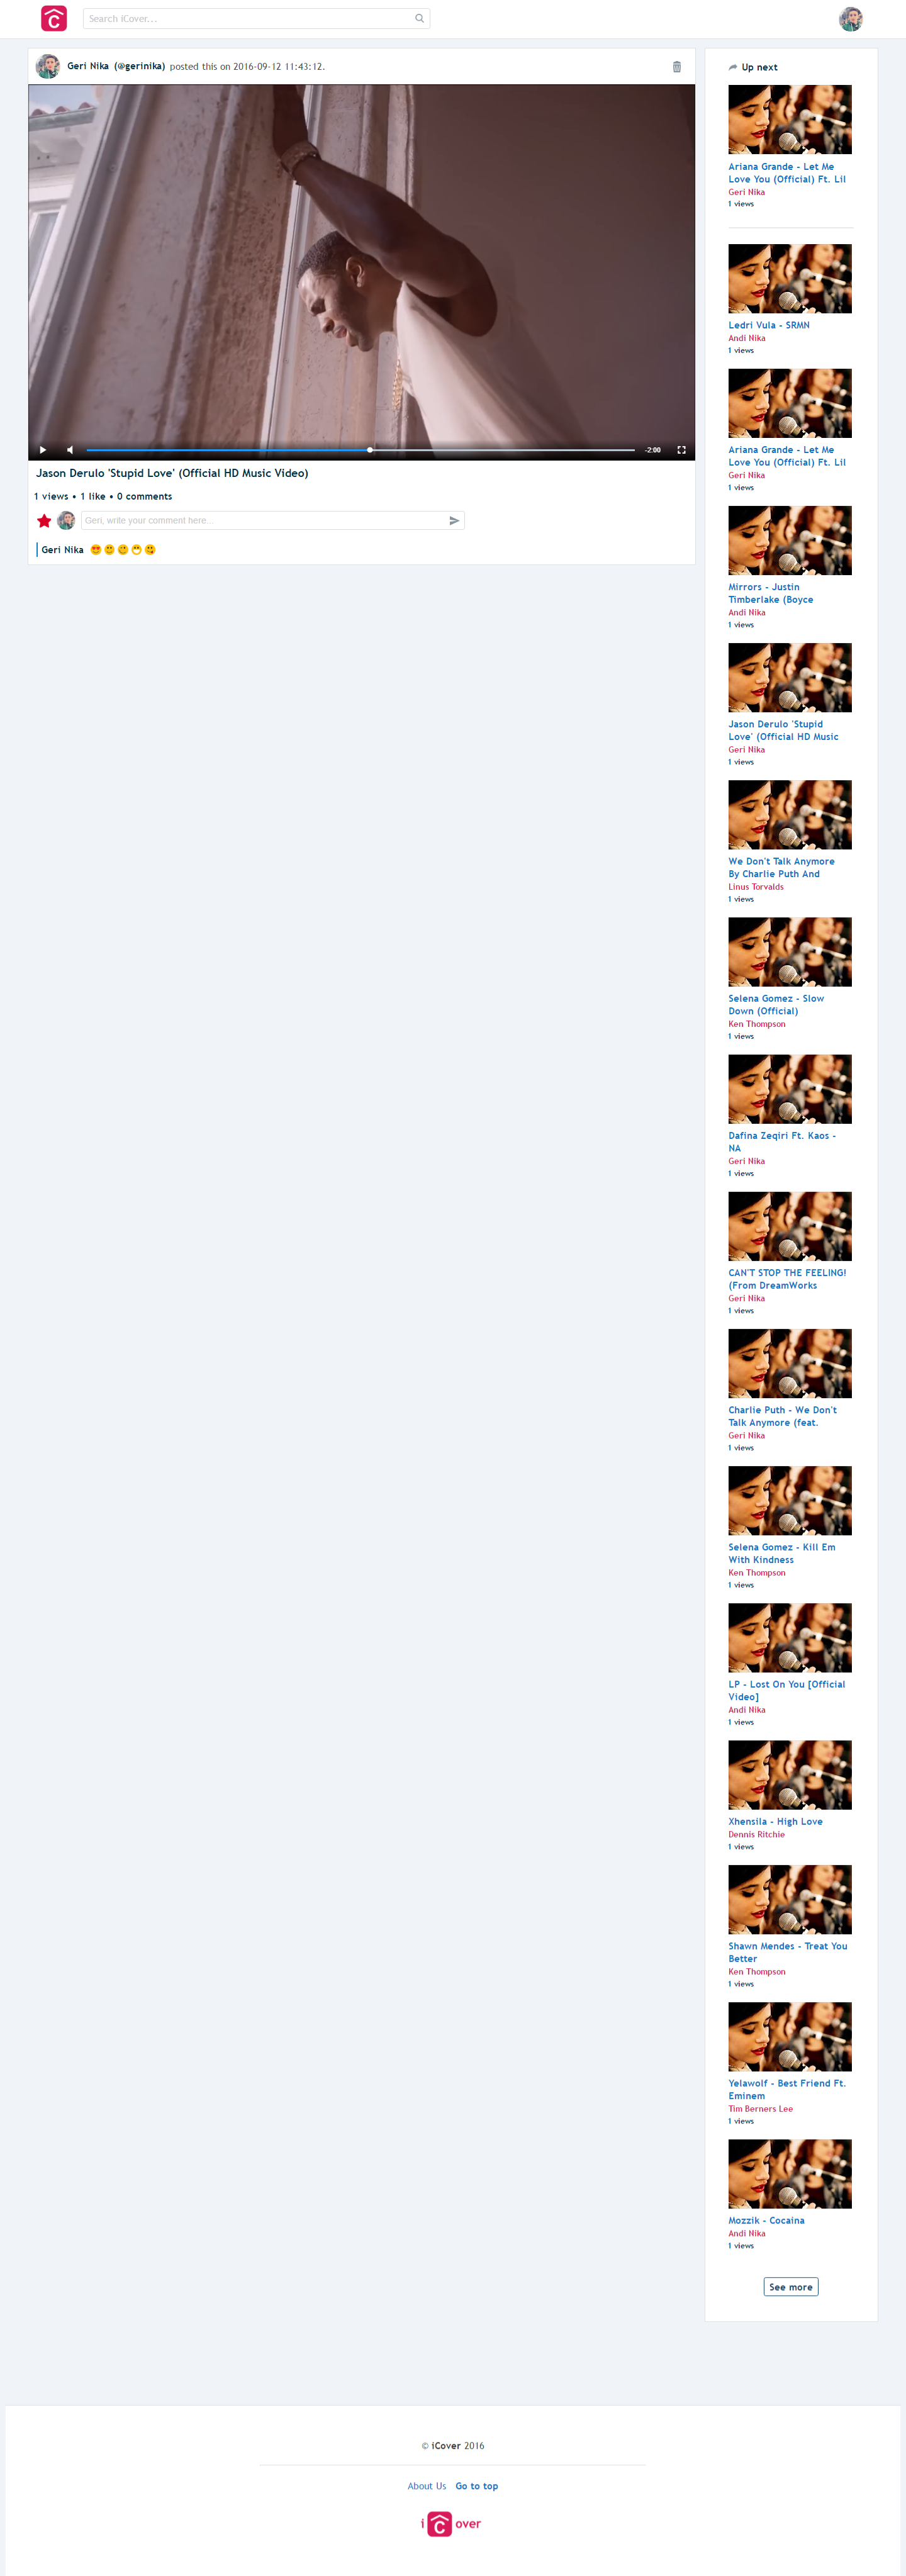 Search iCover...
Geri Nika (@gerinika) posted this on 2016-09-12 11:43:12.
-2:00
Jason Derulo 'Stupid Love' (Official HD Music Video)
1 views • 1 like • 0 comments
Geri, write your comment here...
Geri Nika
Up next
Ariana Grande - Let Me
Love You (Official) Ft. Lil
Geri Nika
1 views
Ledri Vula - SRMN
Andi Nika
1 views
Ariana Grande - Let Me
Love You (Official) Ft. Lil
Geri Nika
1 views
Mirrors - Justin
Timberlake (Boyce
Andi Nika
1 views
Jason Derulo 'Stupid
Love' (Official HD Music
Geri Nika
1 views
We Don't Talk Anymore
By Charlie Puth And
Linus Torvalds
1 views
Selena Gomez - Slow
Down (Official)
Ken Thompson
1 views
Dafina Zeqiri Ft. Kaos -
NA
Geri Nika
1 views
CAN'T STOP THE FEELING!
(From DreamWorks
Geri Nika
1 views
Charlie Puth - We Don't
Talk Anymore (feat.
Geri Nika
1 views
Selena Gomez - Kill Em
With Kindness
Ken Thompson
1 views
LP - Lost On You [Official
Video]
Andi Nika
1 views
Xhensila - High Love
Dennis Ritchie
1 views
Shawn Mendes - Treat You
Better
Ken Thompson
1 views
Yelawolf - Best Friend Ft.
Eminem
Tim Berners Lee
1 views
Mozzik - Cocaina
Andi Nika
1 views
See more
© iCover 2016
About Us Go to top
i C over